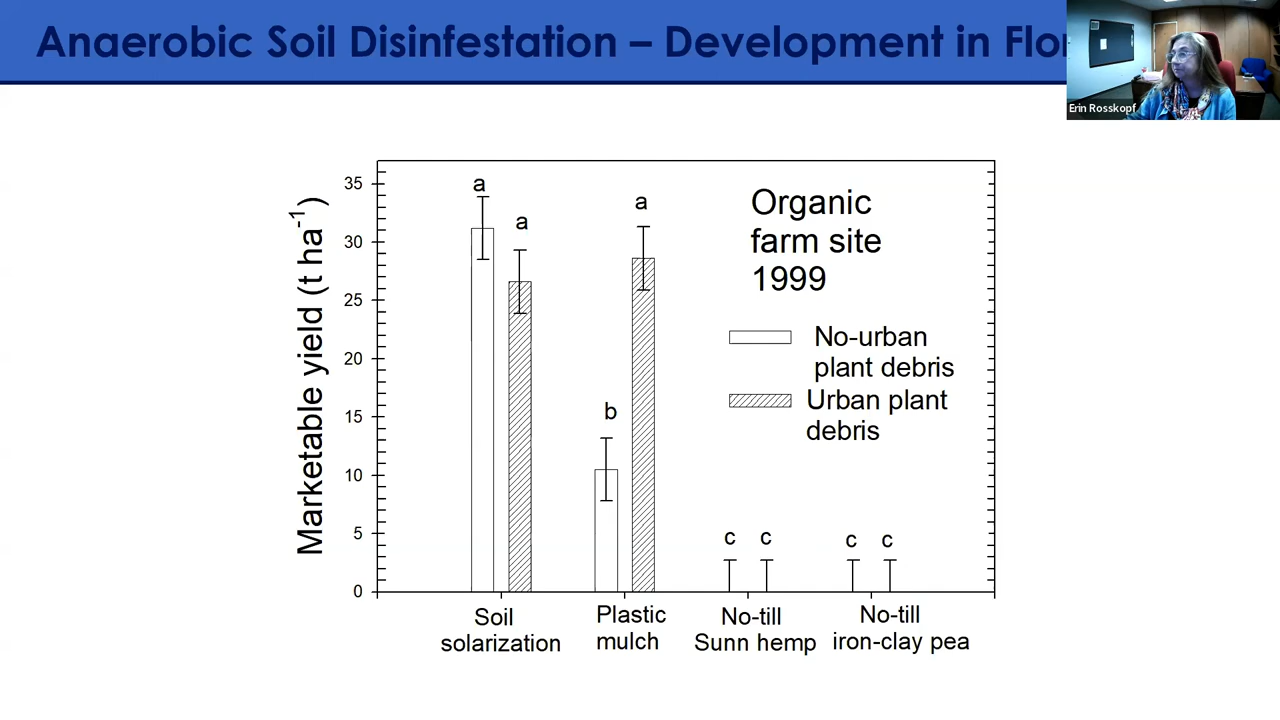 Anaerobic Soil Disinfestation – Development in Flo
Erin Rosskopf
Marketable yield (t ha-1)
35
30
25
20
15
10
5
0
a
a
b
a
c
c
c
c
Organic
farm site
1999
No-urban
plant debris
Urban plant
debris
Soil
solarization
Plastic
mulch
No-till
Sunn hemp
No-till
iron-clay pea